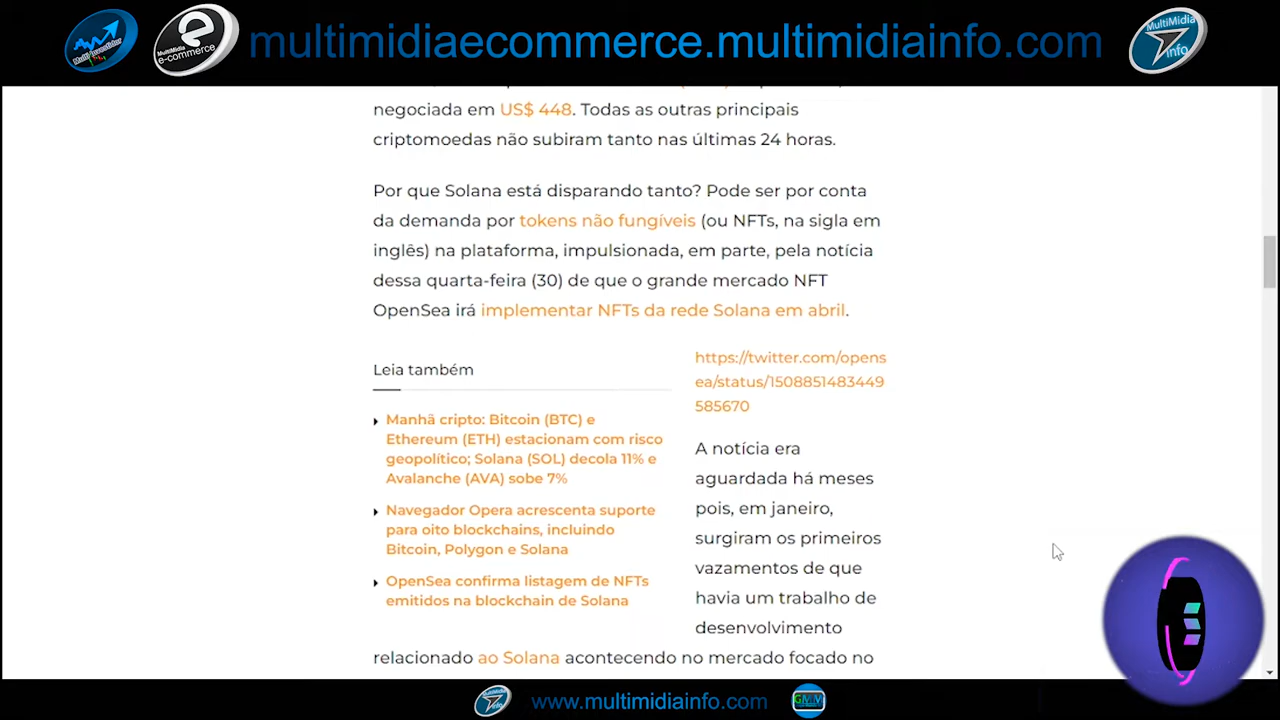 multimidiaecommerce.multimidiainfo.com
MultiMidia
e-commerce
MultiMidia
info
negociada em US$ 448. Todas as outras principais
criptomoedas não subiram tanto nas últimas 24 horas.
Por que Solana está disparando tanto? Pode ser por conta
da demanda por tokens não fungíveis (ou NFTs, na sigla em
inglês) na plataforma, impulsionada, em parte, pela notícia
dessa quarta-feira (30) de que o grande mercado NFT
OpenSea irá implementar NFTs da rede Solana em abril.
Leia também
Manhã cripto: Bitcoin (BTC) e
Ethereum (ETH) estacionam com risco
geopolítico; Solana (SOL) decola 11% e
Avalanche (AVA) sobe 7%
Navegador Opera acrescenta suporte
para oito blockchains, incluindo
Bitcoin, Polygon e Solana
OpenSea confirma listagem de NFTs
emitidos na blockchain de Solana
https://twitter.com/opens
ea/status/1508851483449
585670
A notícia era
aguardada há meses
pois, em janeiro,
surgiram os primeiros
vazamentos de que
havia um trabalho de
desenvolvimento
relacionado ao Solana acontecendo no mercado focado no
www.multimidiainfo.com